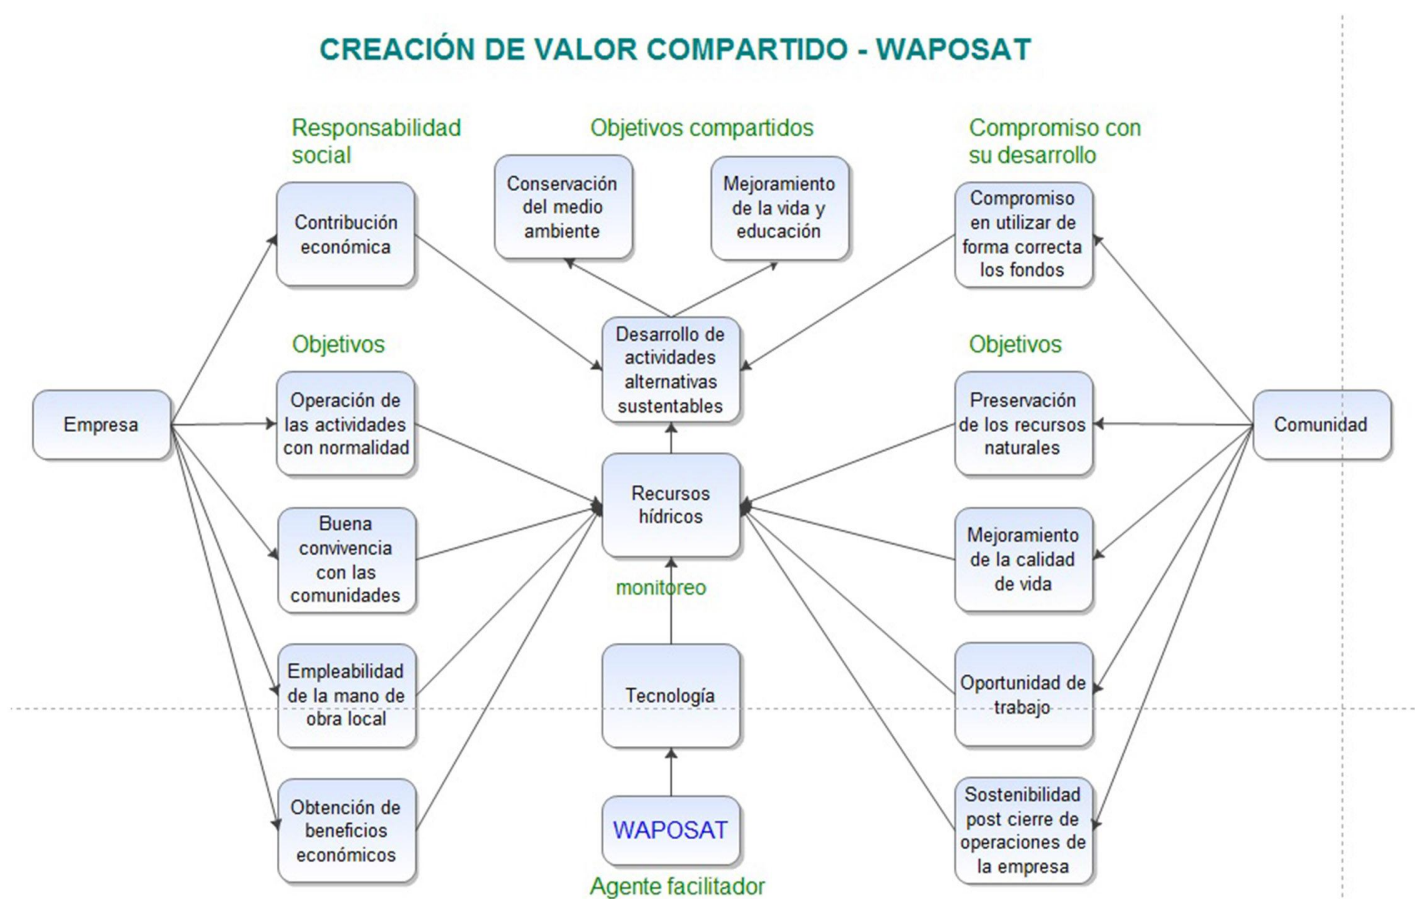 CREACIÓN DE VALOR COMPARTIDO - WAPOSAT
Responsabilidad
social
Objetivos compartidos
Compromiso con
su desarrollo
Contribución
económica
Conservación
del medio
ambiente
Mejoramiento
de la vida y
educación
Compromiso
en utilizar de
forma correcta
los fondos
Objetivos
Desarrollo de
actividades
alternativas
sustentables
Objetivos
Empresa
Operación de
las actividades
con normalidad
Preservación
de los recursos
naturales
Comunidad
Recursos
hídricos
Buena
convivencia
con las
comunidades
Mejoramiento
de la calidad
de vida
monitoreo
Empleabilidad
de la mano de
obra local
Tecnología
Oportunidad de
trabajo
Obtención de
beneficios
económicos
WAPOSAT
Agente facilitador
Sostenibilidad
post cierre de
operaciones de
la empresa